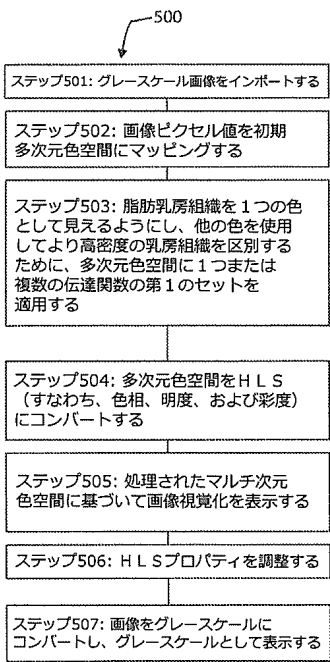 500
ステップ501: グレースケール画像をインポートする
ステップ502: 画像ピクセル値を初期
多次元色空間にマッピングする
ステップ503: 脂肪乳房組織を1つの色
として見えるようにし、他の色を使用
してより高密度の乳房組織を区別する
ために、多次元色空間に1つまたは
複数の伝達関数の第1のセットを
適用する
ステップ504: 多次元色空間をHLS
(すなわち、色相、明度、および彩度)
にコンバートする
ステップ505: 処理されたマルチ次元
色空間に基づいて画像視覚化を表示する
ステップ506: HLSプロパティを調整する
ステップ507: 画像をグレースケールに
コンバートし、グレースケールとして表示する